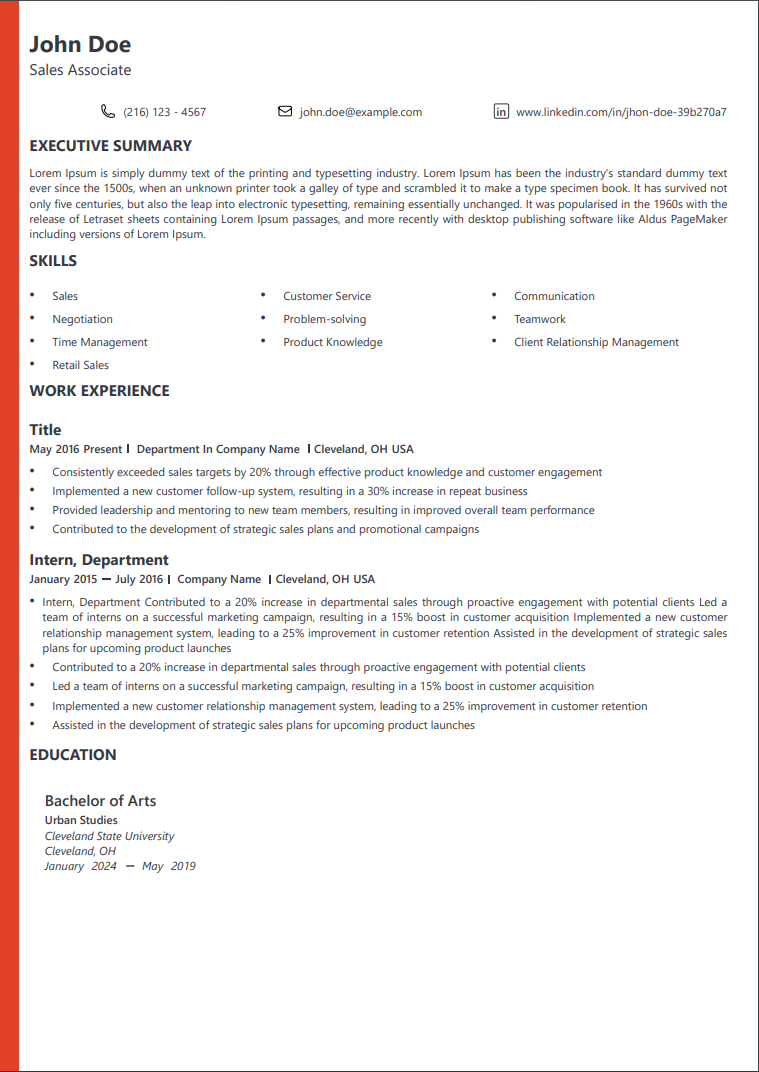 John Doe
Sales Associate
(216) 123 - 4567 john.doe@example.com www.linkedin.com/in/jhon-doe-39b270a7
EXECUTIVE SUMMARY
Lorem Ipsum is simply dummy text of the printing and typesetting industry. Lorem Ipsum has been the industry's standard dummy text
ever since the 1500s, when an unknown printer took a galley of type and scrambled it to make a type specimen book. It has survived not
only five centuries, but also the leap into electronic typesetting, remaining essentially unchanged. It was popularised in the 1960s with the
release of Letraset sheets containing Lorem Ipsum passages, and more recently with desktop publishing software like Aldus PageMaker
including versions of Lorem Ipsum.
SKILLS
• Sales • Customer Service • Communication
• Negotiation • Problem-solving • Teamwork
• Time Management • Product Knowledge • Client Relationship Management
• Retail Sales
WORK EXPERIENCE
Title
May 2016 Present | Department In Company Name | Cleveland, OH USA
• Consistently exceeded sales targets by 20% through effective product knowledge and customer engagement
• Implemented a new customer follow-up system, resulting in a 30% increase in repeat business
• Provided leadership and mentoring to new team members, resulting in improved overall team performance
• Contributed to the development of strategic sales plans and promotional campaigns
Intern, Department
January 2015 — July 2016 | Company Name | Cleveland, OH USA
• Intern, Department Contributed to a 20% increase in departmental sales through proactive engagement with potential clients Led a
team of interns on a successful marketing campaign, resulting in a 15% boost in customer acquisition Implemented a new customer
relationship management system, leading to a 25% improvement in customer retention Assisted in the development of strategic sales
plans for upcoming product launches
• Contributed to a 20% increase in departmental sales through proactive engagement with potential clients
• Led a team of interns on a successful marketing campaign, resulting in a 15% boost in customer acquisition
• Implemented a new customer relationship management system, leading to a 25% improvement in customer retention
• Assisted in the development of strategic sales plans for upcoming product launches
EDUCATION
Bachelor of Arts
Urban Studies
Cleveland State University
Cleveland, OH
January 2024 — May 2019